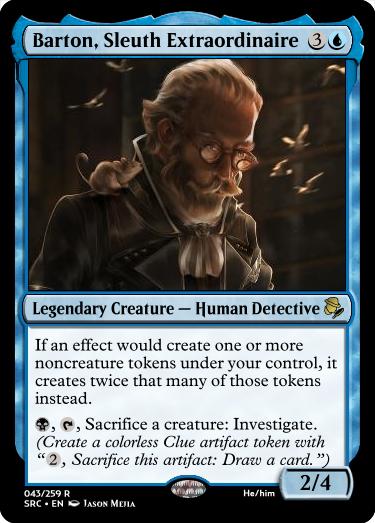 Barton, Sleuth Extraordinaire 3
Legendary Creature — Human Detective
If an effect would create one or more
noncreature tokens under your control, it
creates twice that many of those tokens
instead.
, , Sacrifice a creature: Investigate.
(Create a colorless Clue artifact token with
“2, Sacrifice this artifact: Draw a card.”)
2/4
043/259 R
He/him
SRC • EN Jason Mejia